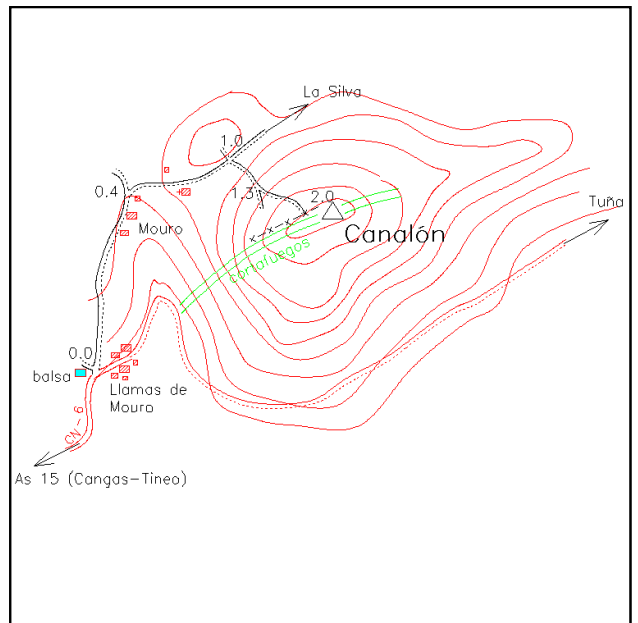 La Silva
1.0
0.4
1.3
2.0
Tuña
Mouro
Canalón
cortafuegos
0.0
balsa
Llamas de
Mouro
CN-6
As 15 (Cangas-Tineo)